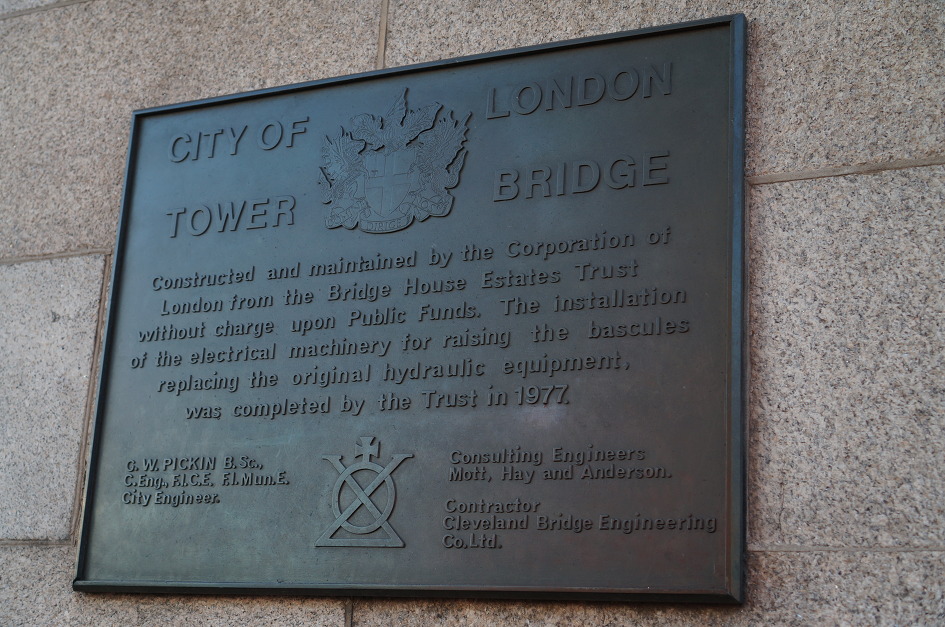 CITY OF LONDON
TOWER BRIDGE
DIRIGE
Constructed and maintained by the Corporation of
London from the Bridge House Estates Trust
without charge upon Public Funds. The installation
of the electrical machinery for raising the bascules
replacing the original hydraulic equipment,
was completed by the Trust in 1977.
G. W. PICKIN B.Sc.,
C.Eng., F.I.C.E. F.I.Mun.E.
City Engineer.
Consulting Engineers
Mott, Hay and Anderson.
Contractor
Cleveland Bridge Engineering
Co. Ltd.